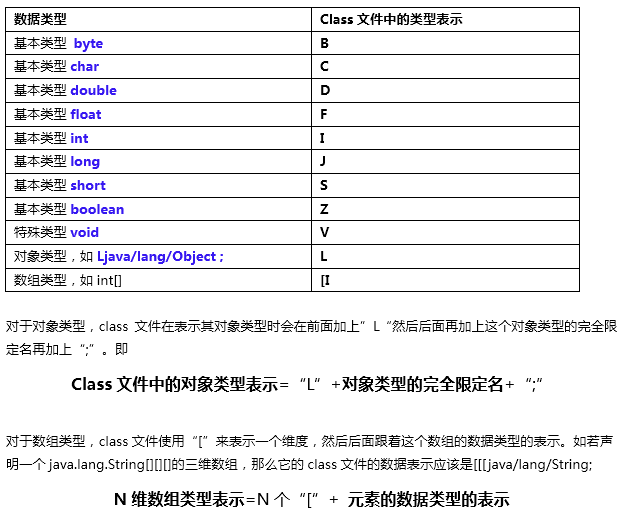 数据类型 Class 文件中的类型表示
基本类型 byte B
基本类型 char C
基本类型 double D
基本类型 float F
基本类型 int I
基本类型 long J
基本类型 short S
基本类型 boolean Z
特殊类型 void V
对象类型，如 Ljava/lang/Object ; L
数组类型，如 int[] [I
对于对象类型，class 文件在表示其对象类型时会在前面加上”L“然后后面再加上这个对象类型的完全限
定名再加上“;”。即
Class 文件中的对象类型表示=“L”+对象类型的完全限定名+“;”
对于数组类型，class 文件使用“[”来表示一个维度，然后后面跟着这个数组的数据类型的表示。如若声
明一个 java.lang.String[][][]的三维数组，那么它的 class 文件的数据表示应该是[[[java/lang/String;
N 维数组类型表示=N 个“[”+ 元素的数据类型的表示